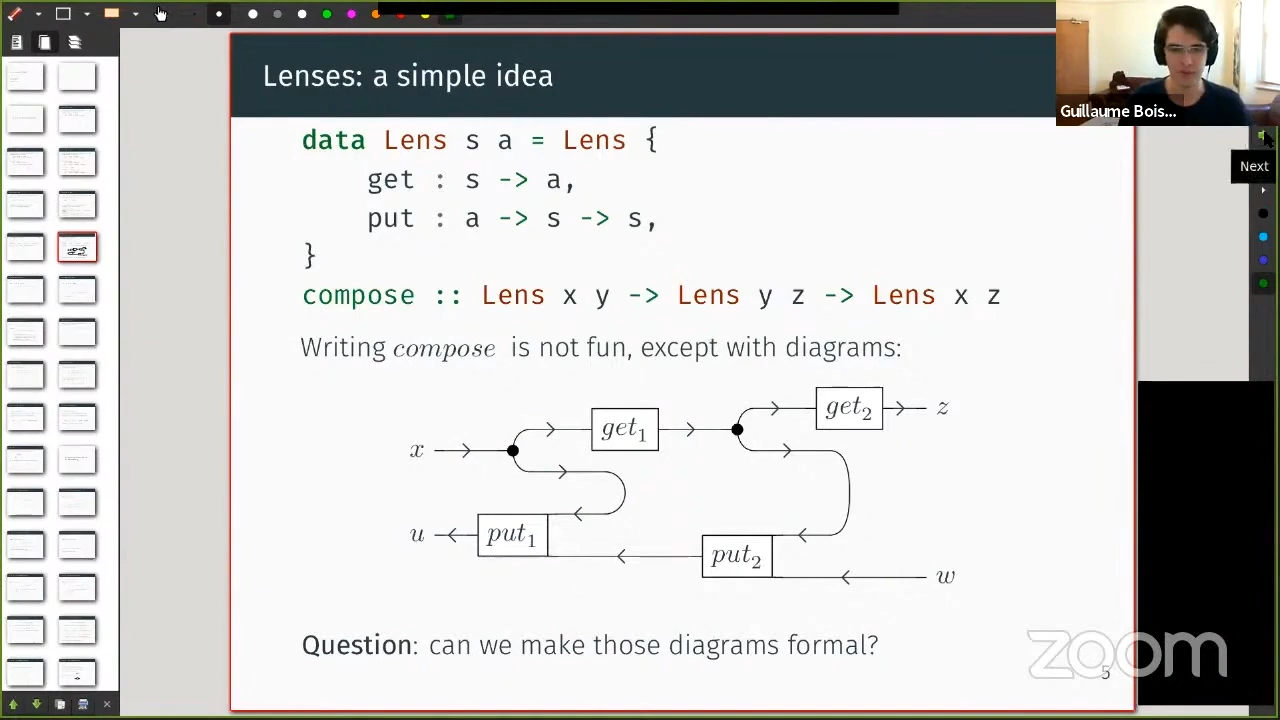 Lenses: a simple idea
Guillaume Bois...
Next
data Lens s a = Lens {
get : s -> a,
put : a -> s -> s,
}
compose :: Lens x y -> Lens y z -> Lens x z
Writing compose is not fun, except with diagrams:
get₂ z
get₁
x
u put₁
put₂
w
Question: can we make those diagrams formal?
zoom
5